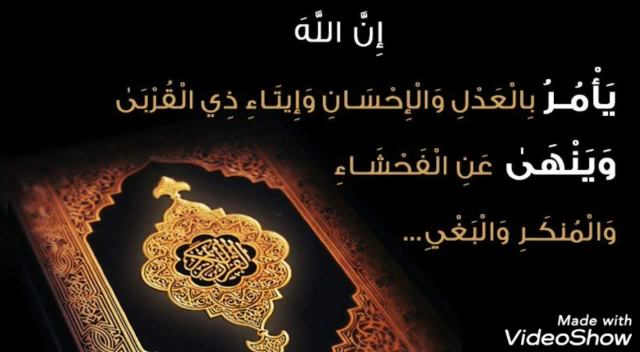 إِنَّ اللَّهَ
يَأْمُرُ بِالْعَدْلِ وَالْإِحْسَانِ وَإِيتَاءِ ذِي الْقُرْبَىٰ
وَيَنْهَىٰ عَنِ الْفَحْشَاءِ
وَالْمُنكَرِ وَالْبَغْيِ...
Made with
VideoShow